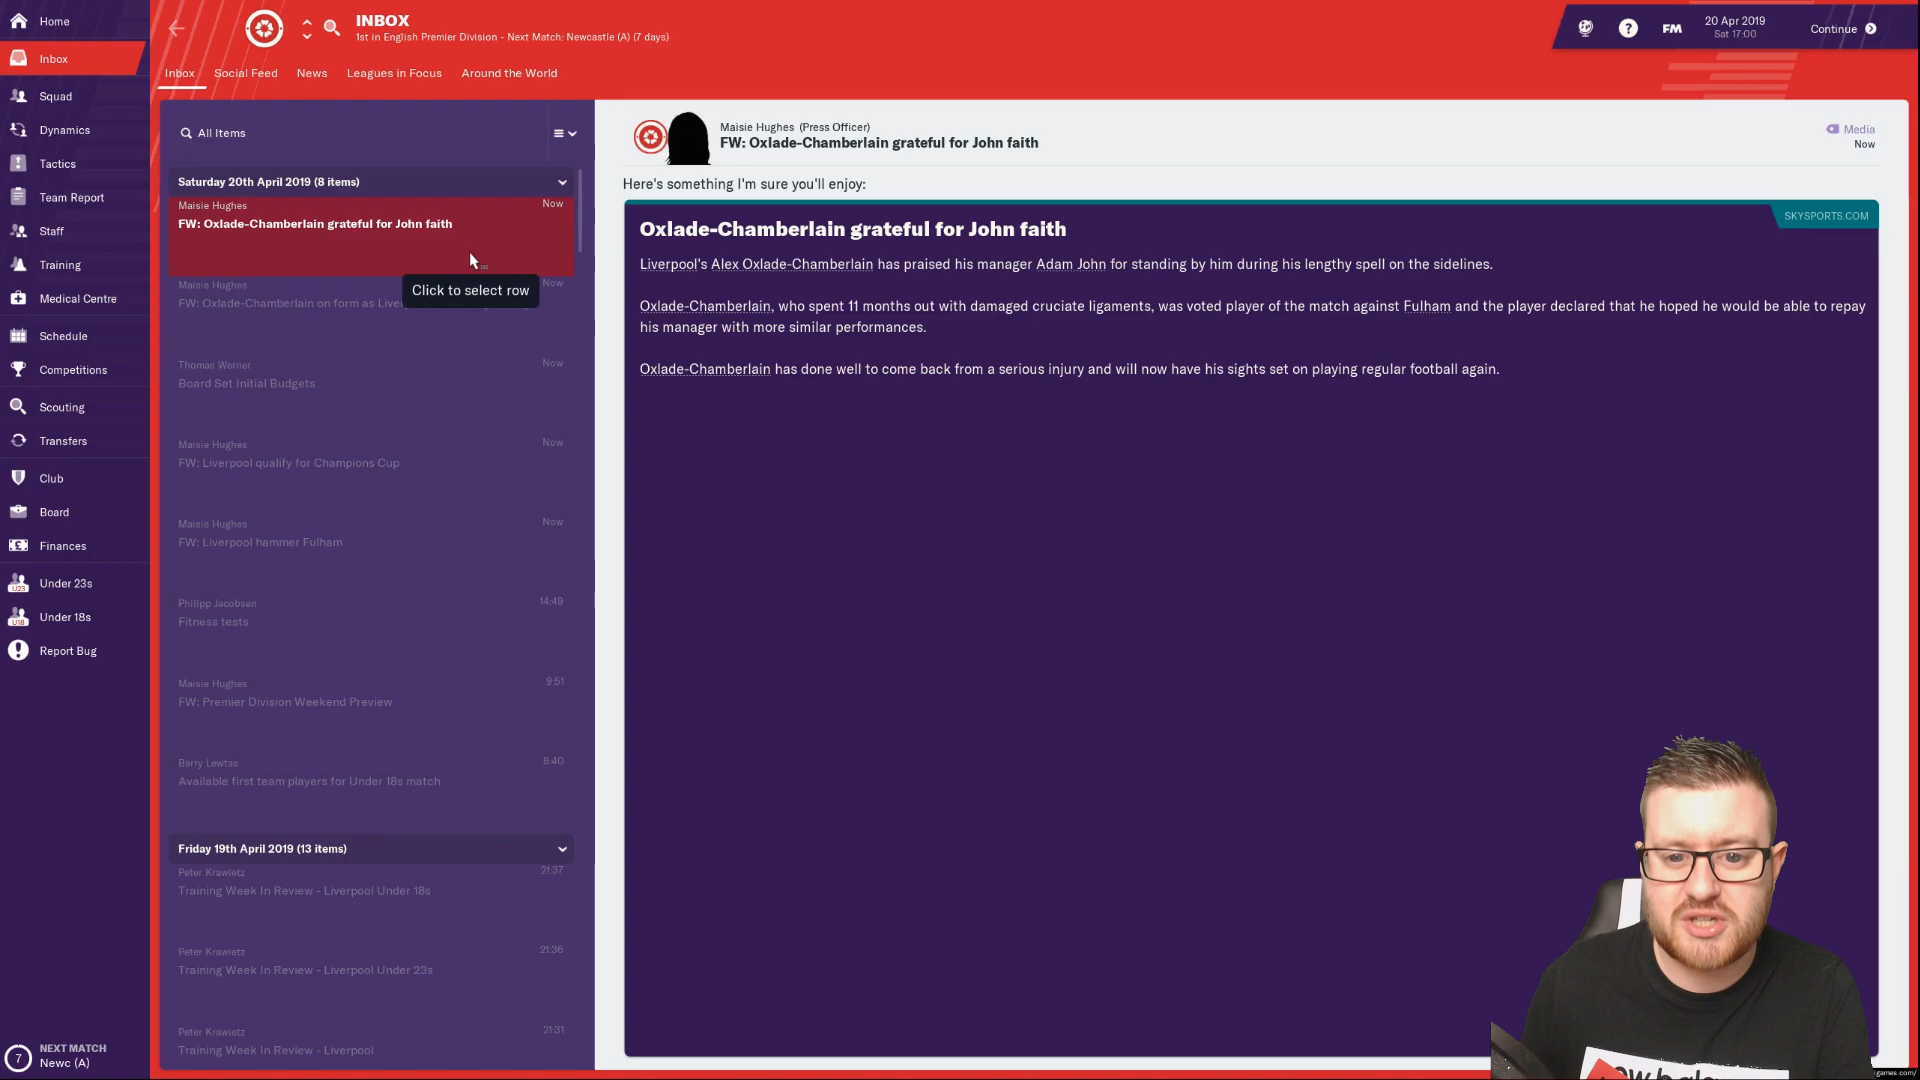 Home
Inbox
Squad
Dynamics
Tactics
Team Report
Staff
Training
Medical Centre
Schedule
Competitions
Scouting
Transfers
Club
Board
Finances
U23
Under 23s
U18
Under 18s
Report Bug
7
NEXT MATCH
Newc (A)
INBOX
1st in English Premier Division - Next Match: Newcastle (A) (7 days)
FM
20 Apr 2019
Sat 17:00
Continue
Inbox
Social Feed
News
Leagues in Focus
Around the World
All Items
Saturday 20th April 2019 (8 items)
Maisie Hughes
Now
FW: Oxlade-Chamberlain grateful for John faith
Click to select row
Maisie Hughes
Now
FW: Oxlade-Chamberlain on form as
Thomas Werner
Now
Board Set Initial Budgets
Maisie Hughes
Now
FW: Liverpool qualify for Champions Cup
Maisie Hughes
Now
FW: Liverpool hammer Fulham
Philipp Jacobsen
14:49
Fitness tests
Maisie Hughes
9:51
FW: Premier Division Weekend Preview
Barry Lewtas
8:40
Available first team players for Under 18s match
Friday 19th April 2019 (13 items)
Peter Krawietz
21:37
Training Week In Review - Liverpool Under 18s
Peter Krawietz
21:36
Training Week In Review - Liverpool Under 23s
Peter Krawietz
21:31
Training Week In Review - Liverpool
Maisie Hughes (Press Officer)
FW: Oxlade-Chamberlain grateful for John faith
Media
Now
Here's something I'm sure you'll enjoy:
SKYSPORTS.COM
Oxlade-Chamberlain grateful for John faith
Liverpool's Alex Oxlade-Chamberlain has praised his manager Adam John for standing by him during his lengthy spell on the sidelines.
Oxlade-Chamberlain, who spent 11 months out with damaged cruciate ligaments, was voted player of the match against Fulham and the player declared that he hoped he would be able to repay
his manager with more similar performances.
Oxlade-Chamberlain has done well to come back from a serious injury and will now have his sights set on playing regular football again.